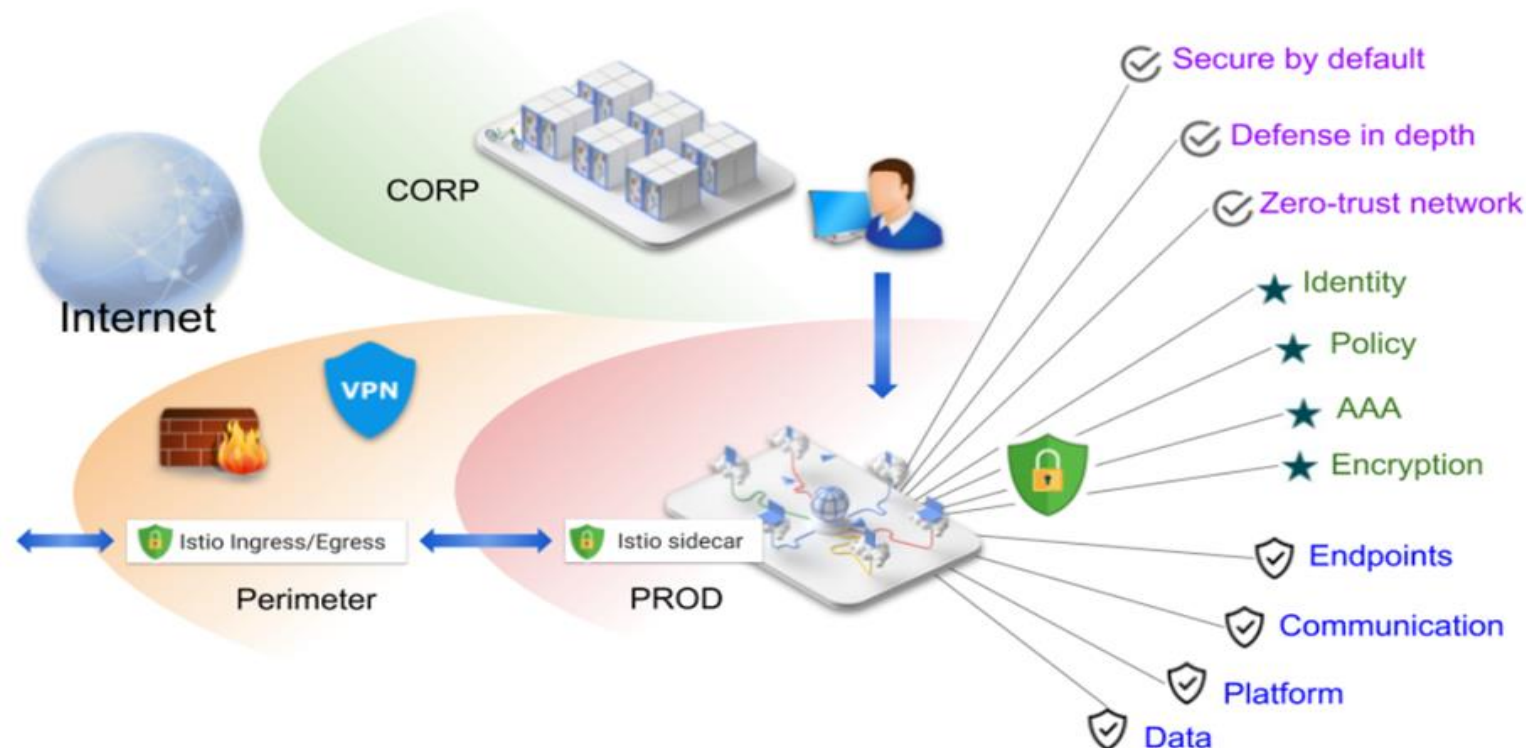 Secure by default
Defense in depth
CORP
Zero-trust network
Internet
Identity
Policy
VPN
AAA
Encryption
Istio Ingress/Egress
Istio sidecar
Endpoints
Perimeter
PROD
Communication
Platform
Data